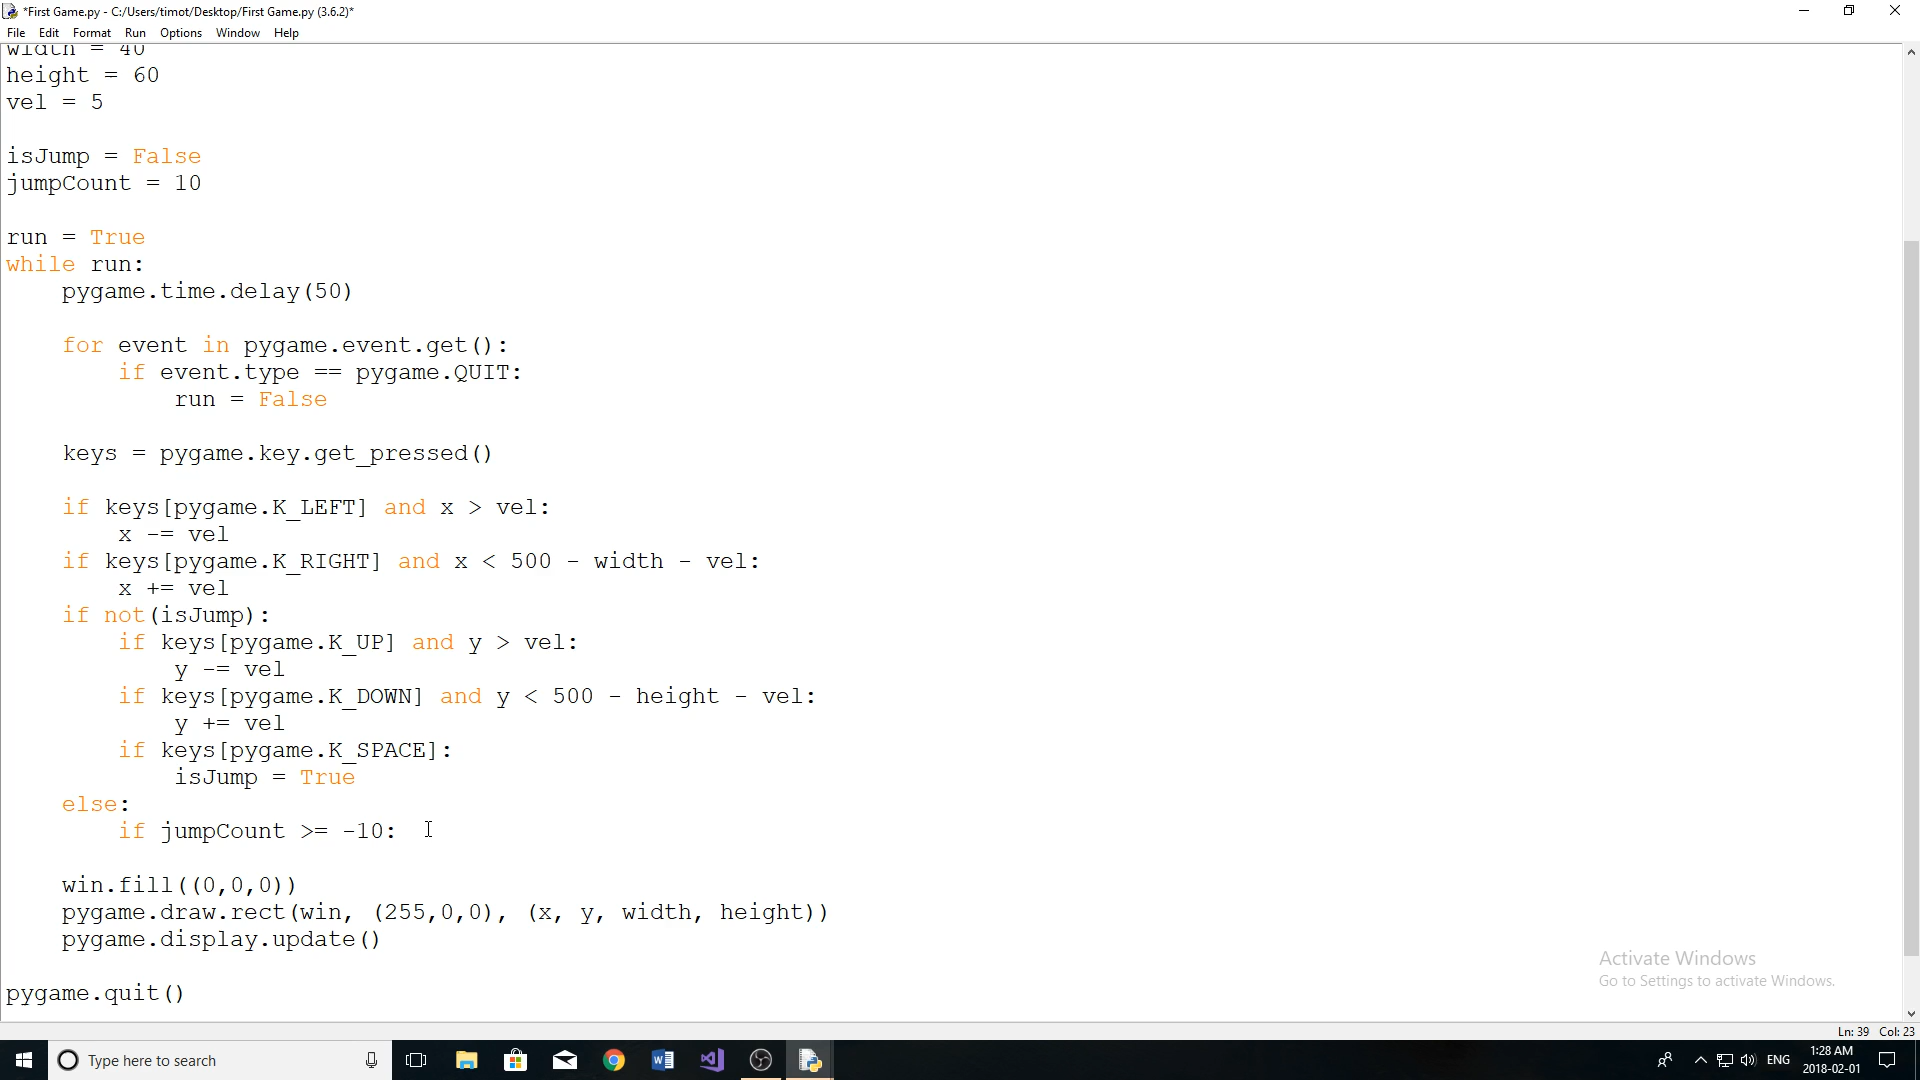 *First Game.py - C:/Users/timot/Desktop/First Game.py (3.6.2)*
File Edit Format Run Options Window Help
width = 40
height = 60
vel = 5
isJump = False
jumpCount = 10
run = True
while run:
    pygame.time.delay(50)
    for event in pygame.event.get():
        if event.type == pygame.QUIT:
            run = False
    keys = pygame.key.get_pressed()
    if keys[pygame.K_LEFT] and x > vel:
        x -= vel
    if keys[pygame.K_RIGHT] and x < 500 - width - vel:
        x += vel
    if not(isJump):
        if keys[pygame.K_UP] and y > vel:
            y -= vel
        if keys[pygame.K_DOWN] and y < 500 - height - vel:
            y += vel
        if keys[pygame.K_SPACE]:
            isJump = True
    else:
        if jumpCount >= -10:
    win.fill((0,0,0))
    pygame.draw.rect(win, (255,0,0), (x, y, width, height))
    pygame.display.update()
Activate Windows
Go to Settings to activate Windows.
pygame.quit()
Ln: 39 Col: 23
Type here to search
ENG
1:28 AM
2018-02-01